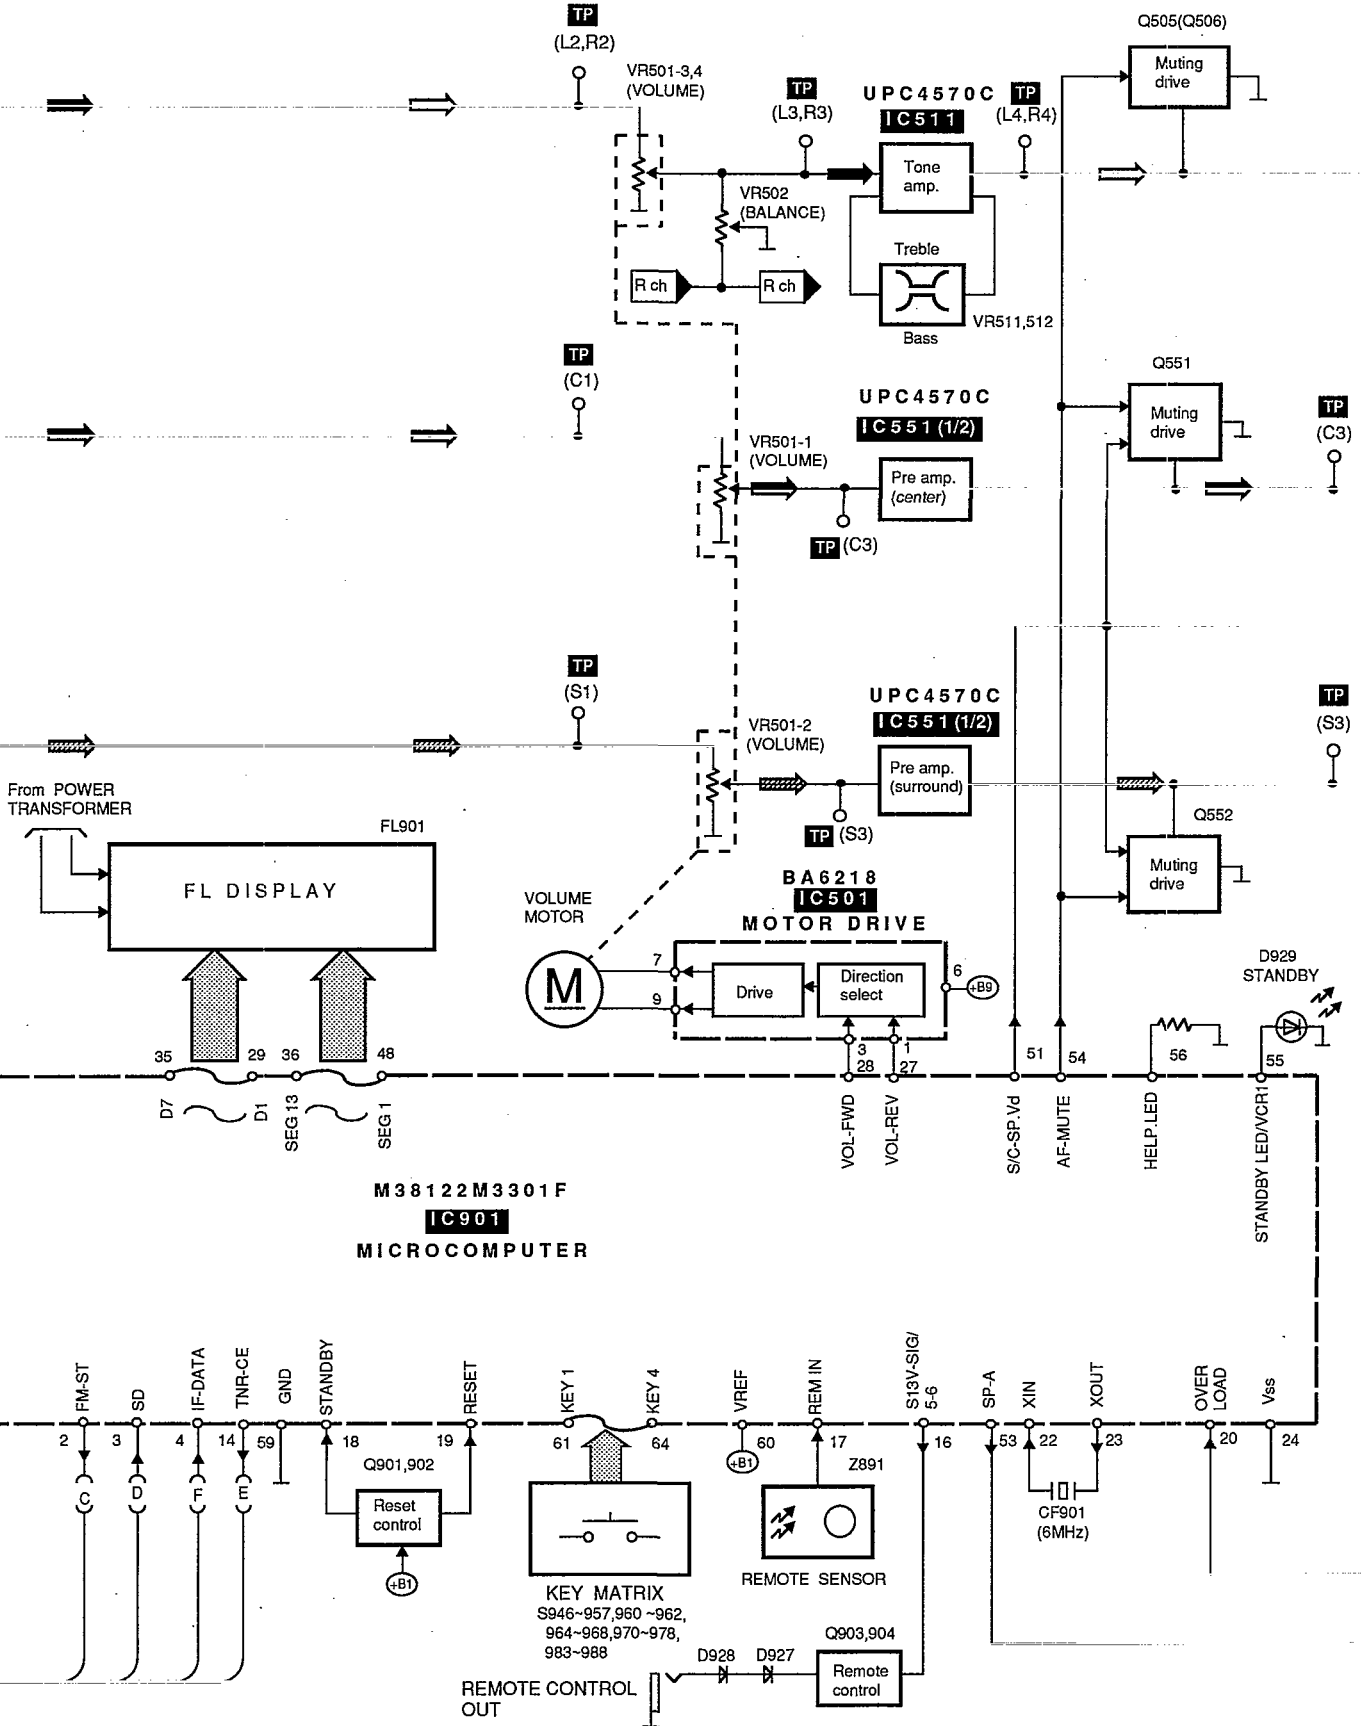 TP
(L2,R2)
Q505(Q506)
Muting
drive
VR501-3,4
(VOLUME)
TP
(L3,R3)
UPC4570C
IC511
TP
(L4,R4)
Tone
amp.
VR502
(BALANCE)
Treble
R ch
R ch
VR511,512
Bass
TP
(C1)
Q551
Muting
drive
UPC4570C
IC551 (1/2)
TP
(C3)
VR501-1
(VOLUME)
Pre amp.
(center)
TP (C3)
TP
(S1)
UPC4570C
IC551 (1/2)
TP
(S3)
VR501-2
(VOLUME)
Pre amp.
(surround)
From POWER
TRANSFORMER
FL901
TP (S3)
Q552
Muting
drive
FL DISPLAY
BA6218
IC501
MOTOR DRIVE
VOLUME
MOTOR
D929
STANDBY
M
7
9
Drive
Direction
select
6
+B9
3
1
35
29
36
48
28
27
51
54
56
55
D7
D1
SEG 13
SEG 1
VOL-FWD
VOL-REV
S/C-SP.Vd
AF-MUTE
HELP.LED
STANDBY LED/VCR1
M38122M3301F
IC901
MICROCOMPUTER
FM-ST
SD
IF-DATA
TNR-CE
GND
STANDBY
RESET
KEY 1
KEY 4
VREF
REM IN
S13V-SIG/
5-6
SP-A
XIN
XOUT
OVER
LOAD
Vss
2
3
4
14
59
18
19
61
64
60
17
16
53
22
23
20
24
C
D
F
E
Q901,902
Reset
control
+B1
+B1
Z891
CF901
(6MHz)
REMOTE SENSOR
KEY MATRIX
S946~957,960 ~962,
964~968,970~978,
983~988
Q903,904
D928
D927
Remote
control
REMOTE CONTROL
OUT